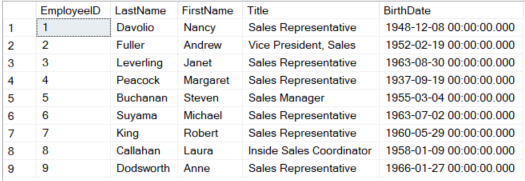 EmployeeID LastName FirstName Title BirthDate
1 1 Davolio Nancy Sales Representative 1948-12-08 00:00:00.000
2 2 Fuller Andrew Vice President, Sales 1952-02-19 00:00:00.000
3 3 Leverling Janet Sales Representative 1963-08-30 00:00:00.000
4 4 Peacock Margaret Sales Representative 1937-09-19 00:00:00.000
5 5 Buchanan Steven Sales Manager 1955-03-04 00:00:00.000
6 6 Suyama Michael Sales Representative 1963-07-02 00:00:00.000
7 7 King Robert Sales Representative 1960-05-29 00:00:00.000
8 8 Callahan Laura Inside Sales Coordinator 1958-01-09 00:00:00.000
9 9 Dodsworth Anne Sales Representative 1966-01-27 00:00:00.000